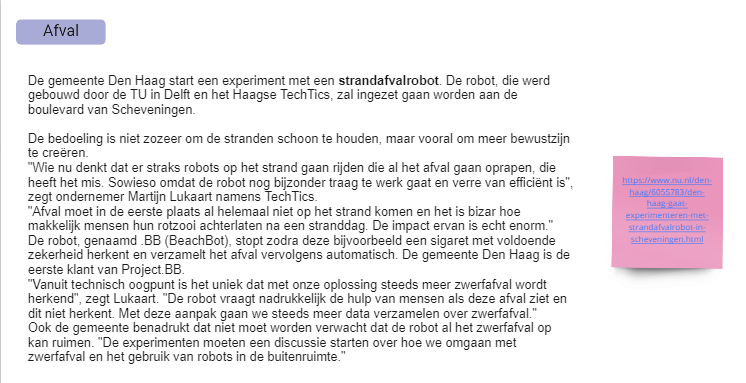 Afval
De gemeente Den Haag start een experiment met een strandafvalrobot. De robot, die werd
gebouwd door de TU in Delft en het Haagse TechTics, zal ingezet gaan worden aan de
boulevard van Scheveningen.
De bedoeling is niet zozeer om de stranden schoon te houden, maar vooral om meer bewustzijn
te creëren.
"Wie nu denkt dat er straks robots op het strand gaan rijden die al het afval gaan oprapen, die
heeft het mis. Sowieso omdat de robot nog bijzonder traag te werk gaat en verre van efficiënt is",
zegt ondernemer Martijn Lukaart namens TechTics.
"Afval moet in de eerste plaats al helemaal niet op het strand komen en het is bizar hoe
makkelijk mensen hun rotzooi achterlaten na een stranddag. De impact ervan is echt enorm."
De robot, genaamd .BB (BeachBot), stopt zodra deze bijvoorbeeld een sigaret met voldoende
zekerheid herkent en verzamelt het afval vervolgens automatisch. De gemeente Den Haag is de
eerste klant van Project.BB.
"Vanuit technisch oogpunt is het uniek dat met onze oplossing steeds meer zwerfafval wordt
herkend", zegt Lukaart. "De robot vraagt nadrukkelijk de hulp van mensen als deze afval ziet en
dit niet herkent. Met deze aanpak gaan we steeds meer data verzamelen over zwerfafval."
Ook de gemeente benadrukt dat niet moet worden verwacht dat de robot al het zwerfafval op
kan ruimen. "De experimenten moeten een discussie starten over hoe we omgaan met
zwerfafval en het gebruik van robots in de buitenruimte."
https://www.nu.nl/den-
haag/6055783/den-
haag-gaat-
experimenteren-met-
strandafvalrobot-in-
scheveningen.html